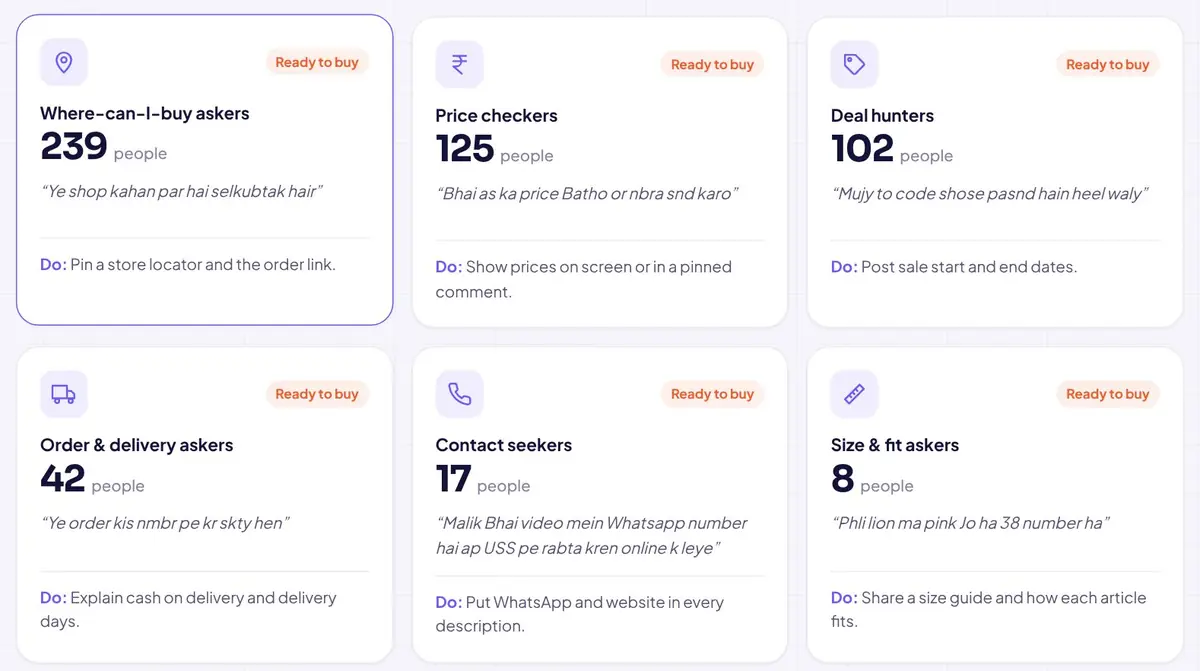 Ready to buy
Where-can-I-buy askers
239 people
“Ye shop kahan par hai selkubtak hair”
Do: Pin a store locator and the order link.
₹
Ready to buy
Price checkers
125 people
“Bhai as ka price Batho or nbra snd karo”
Do: Show prices on screen or in a pinned
comment.
Ready to buy
Deal hunters
102 people
“Mujy to code shose pasnd hain heel waly”
Do: Post sale start and end dates.
Ready to buy
Order & delivery askers
42 people
“Ye order kis nmbr pe kr skty hen”
Do: Explain cash on delivery and delivery
days.
Ready to buy
Contact seekers
17 people
“Malik Bhai video mein Whatsapp number
hai ap USS pe rabta kren online k leye”
Do: Put WhatsApp and website in every
description.
Ready to buy
Size & fit askers
8 people
“Phli lion ma pink Jo ha 38 number ha”
Do: Share a size guide and how each article
fits.